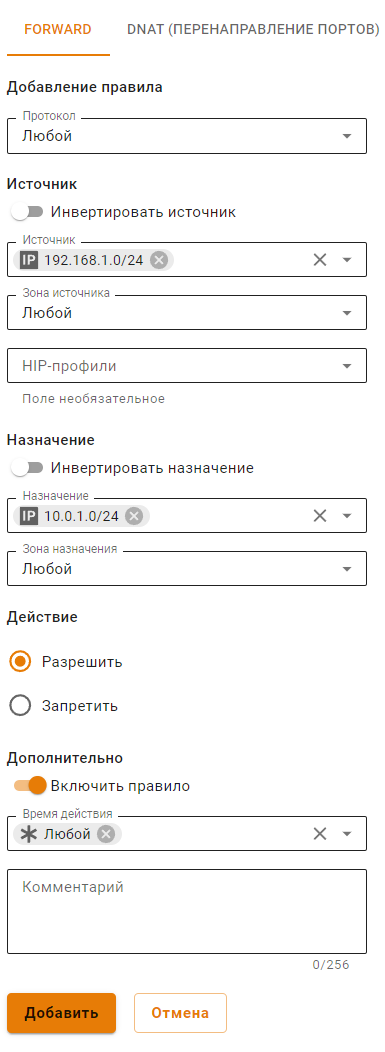 FORWARD DNAT (ПЕРЕНАПРАВЛЕНИЕ ПОРТОВ)
Добавление правила
Протокол
Любой
Источник
Инвертировать источник
Источник
IP 192.168.1.0/24
Зона источника
Любой
HIP-профили
Поле необязательное
Назначение
Инвертировать назначение
Назначение
IP 10.0.1.0/24
Зона назначения
Любой
Действие
Разрешить
Запретить
Дополнительно
Включить правило
Время действия
Любой
Комментарий
0/256
Добавить Отмена